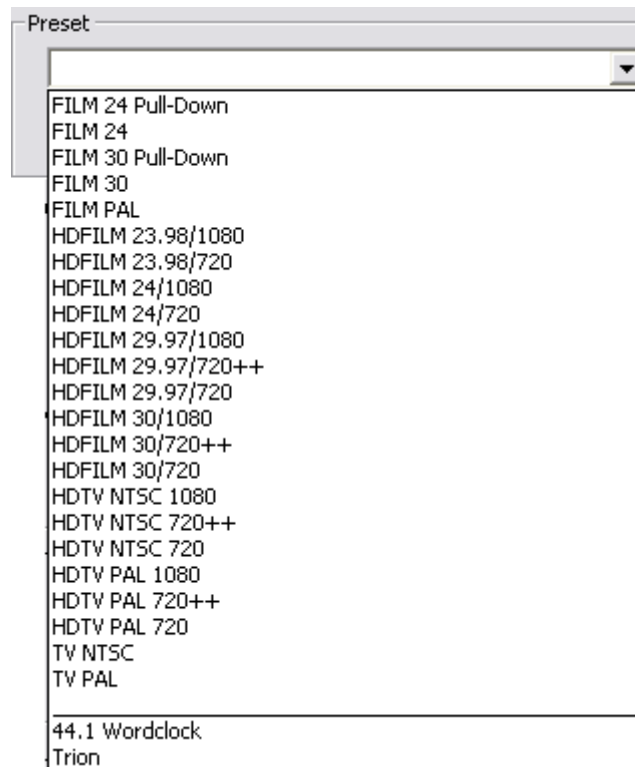 Preset
FILM 24 Pull-Down
FILM 24
FILM 30 Pull-Down
FILM 30
FILM PAL
HDFILM 23.98/1080
HDFILM 23.98/720
HDFILM 24/1080
HDFILM 24/720
HDFILM 29.97/1080
HDFILM 29.97/720++
HDFILM 29.97/720
HDFILM 30/1080
HDFILM 30/720++
HDFILM 30/720
HDTV NTSC 1080
HDTV NTSC 720++
HDTV NTSC 720
HDTV PAL 1080
HDTV PAL 720++
HDTV PAL 720
TV NTSC
TV PAL
44.1 Wordclock
Trion